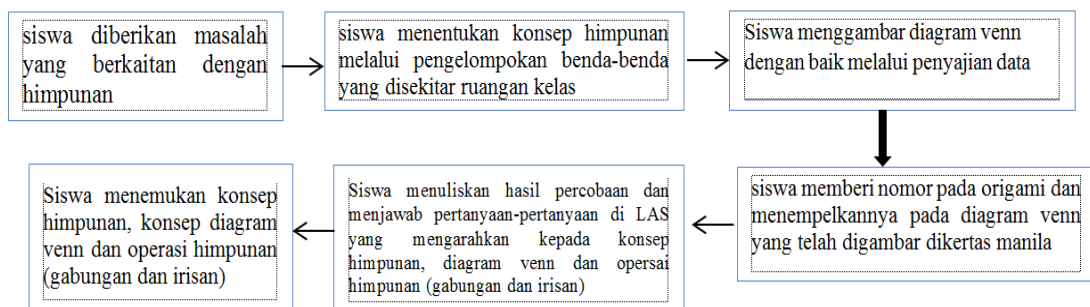 siswa diberikan masalah
yang berkaitan dengan
himpunan
siswa menentukan konsep himpunan
melalui pengelompokan benda-benda
yang disekitar ruangan kelas
Siswa menggambar diagram venn
dengan baik melalui penyajian data
siswa memberi nomor pada origami dan
menempelkannya pada diagram venn
yang telah digambar dikertas manila
Siswa menuliskan hasil percobaan dan
menjawab pertanyaan-pertanyaan di LAS
yang mengarahkan kepada konsep
himpunan, diagram venn dan opersai
himpunan (gabungan dan irisan)
Siswa menemukan konsep
himpunan, konsep diagram
venn dan operasi himpunan
(gabungan dan irisan)